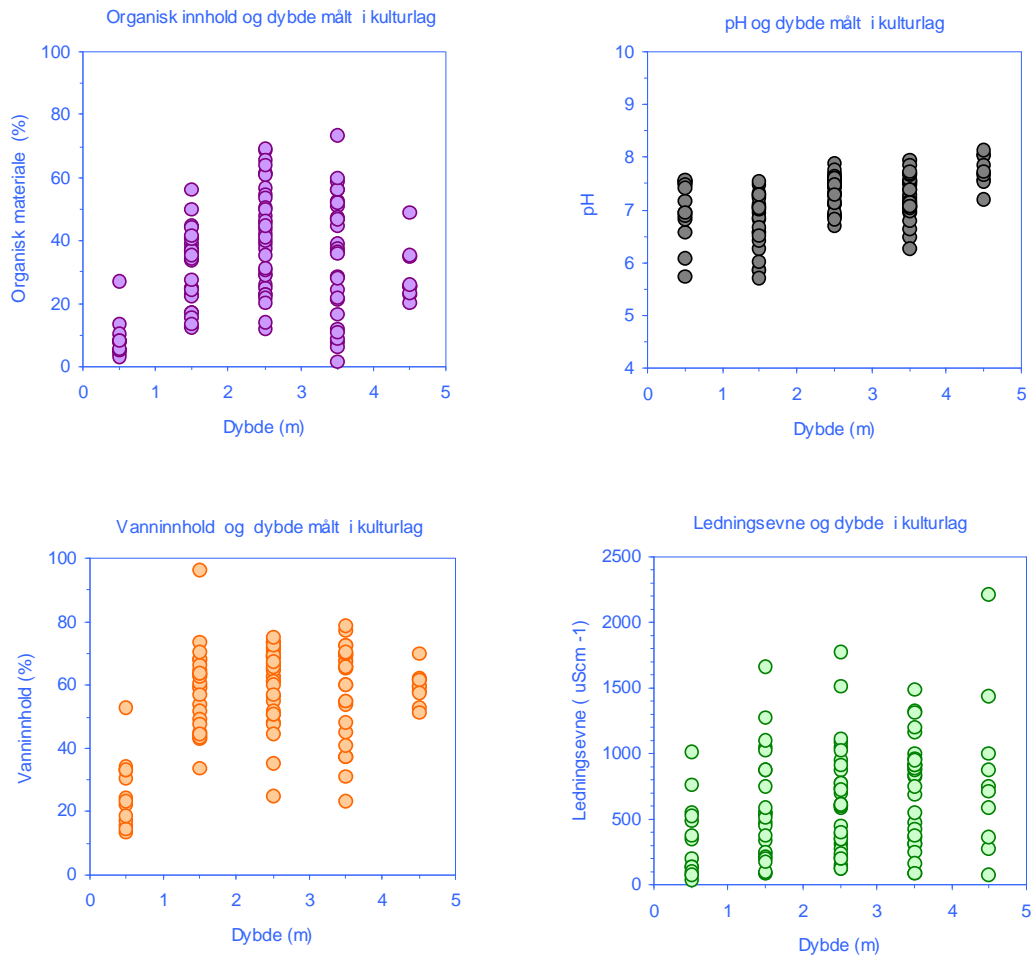 Organisk innhold og dybde målt i kulturlag
100
80
60
40
20
0
0 1 2 3 4 5
Organisk materiale (%)
Dybde (m)
pH og dybde målt i kulturlag
10
9
8
7
6
5
4
0 1 2 3 4 5
pH
Dybde (m)
Vanninnhold og dybde målt i kulturlag
100
80
60
40
20
0
0 1 2 3 4 5
Vanninnhold (%)
Dybde (m)
Ledningsevne og dybde i kulturlag
2500
2000
1500
1000
500
0
0 1 2 3 4 5
Ledningsevne ( uScm -1)
Dybde (m)